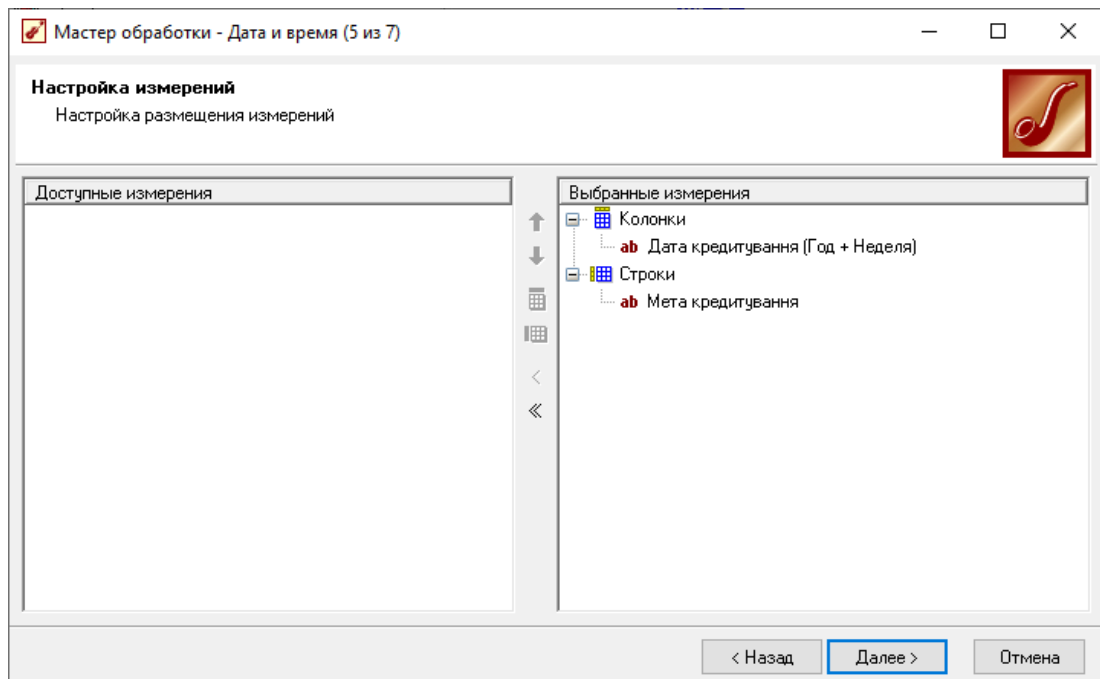 Мастер обработки - Дата и время (5 из 7)
Настройка измерений
Настройка размещения измерений
Доступные измерения
Выбранные измерения
Колонки
ab Дата кредитування (Год + Неделя)
Строки
ab Мета кредитування
< Назад
Далее >
Отмена